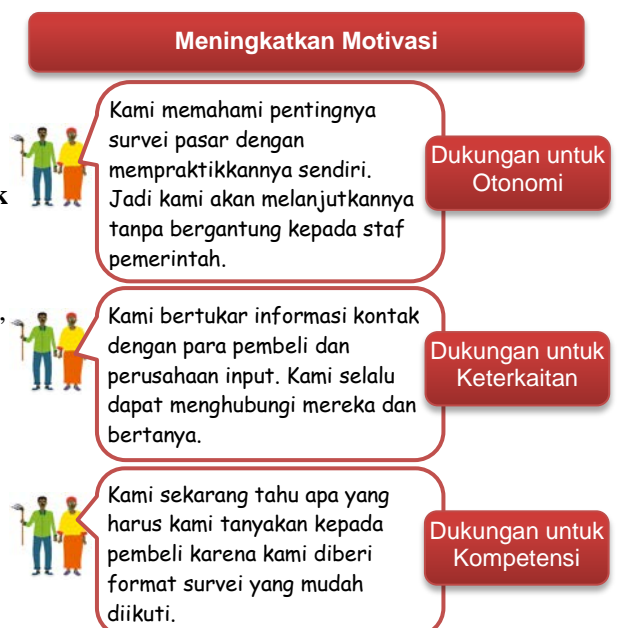 Meningkatkan Motivasi
Kami memahami pentingnya
survei pasar dengan
mempraktikkannya sendiri.
Jadi kami akan melanjutkannya
tanpa bergantung kepada staf
pemerintah.
Dukungan untuk
Otonomi
k
,
Kami bertukar informasi kontak
dengan para pembeli dan
perusahaan input. Kami selalu
dapat menghubungi mereka dan
bertanya.
Dukungan untuk
Keterkaitan
Kami sekarang tahu apa yang
harus kami tanyakan kepada
pembeli karena kami diberi
format survei yang mudah
diikuti.
Dukungan untuk
Kompetensi